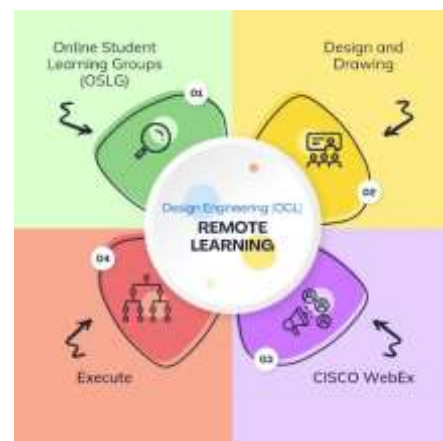 Online Student
Learning Groups
(OSLG)
01
Design and
Drawing
02
Design Engineering (OCL)
REMOTE
LEARNING
04
Execute
03
CISCO WebEx